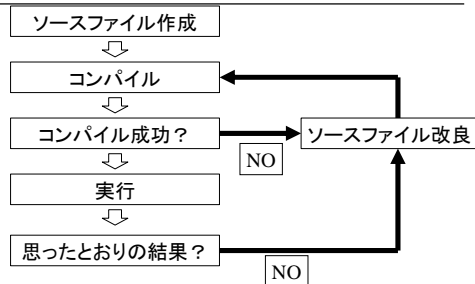 ソースファイル作成
コンパイル
コンパイル成功？
NO
ソースファイル改良
実行
思ったとおりの結果？
NO